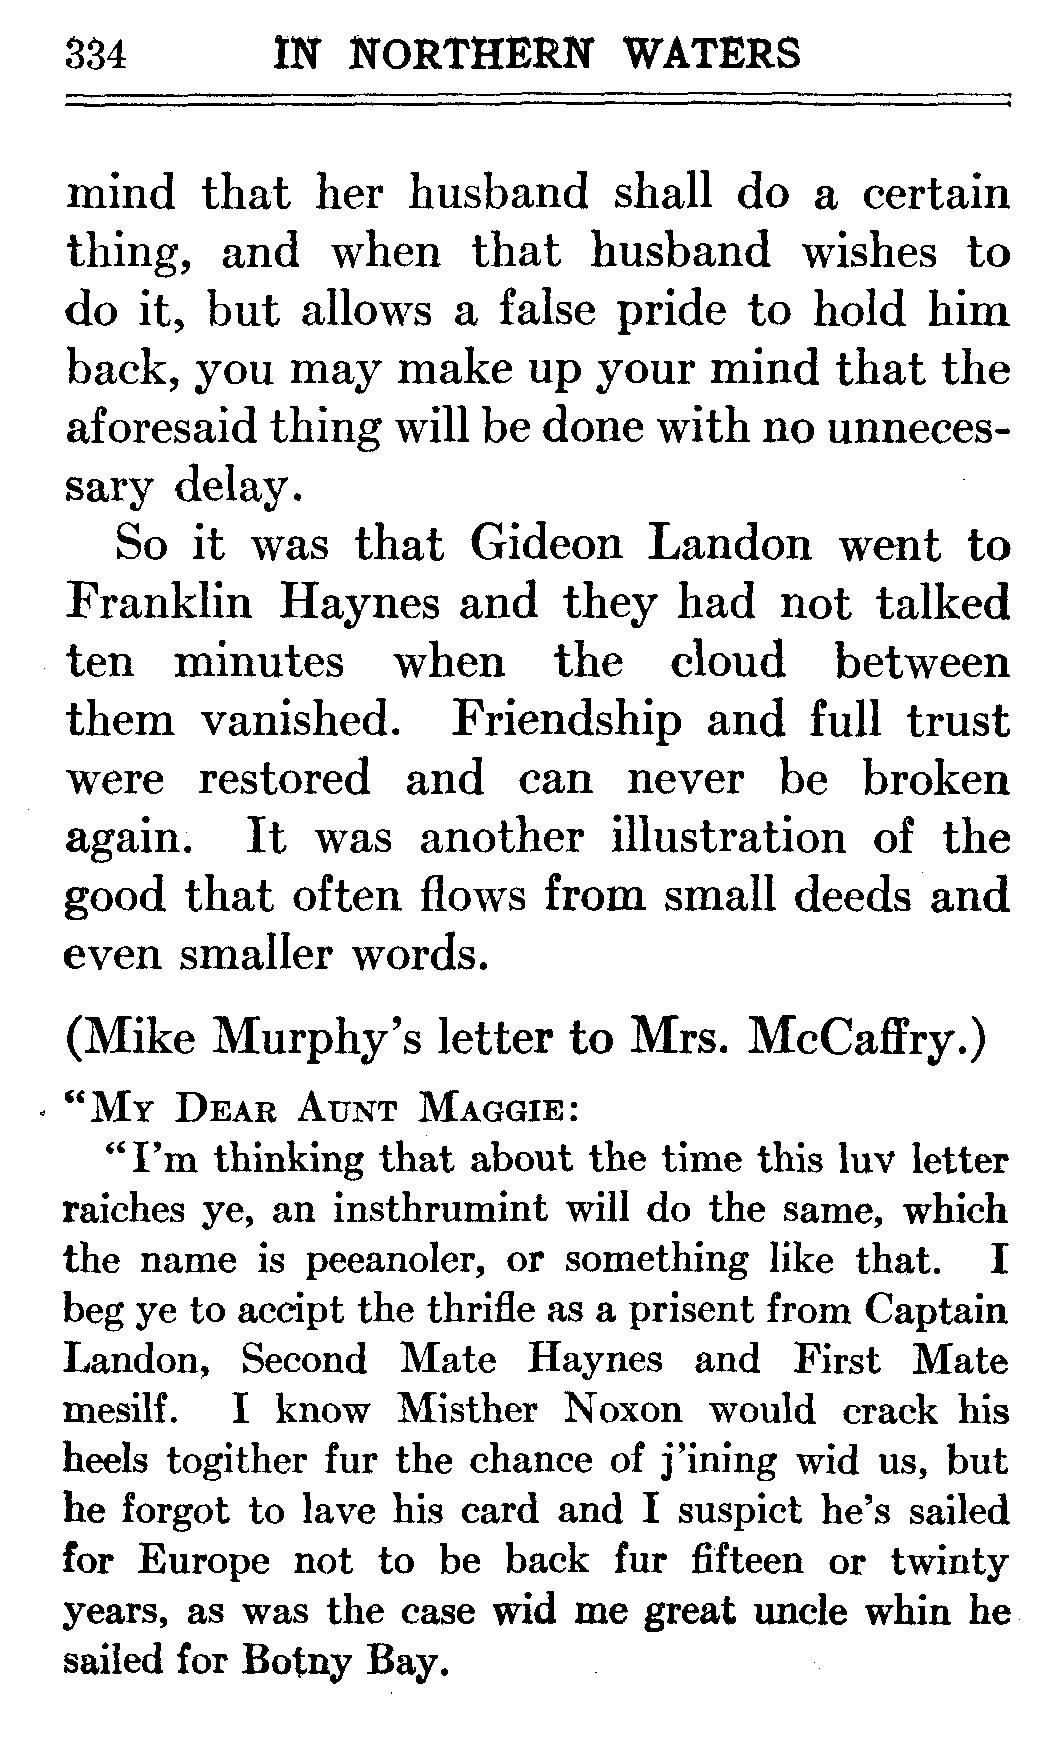 334 IN NORTHERN WATERS
mind that her husband shall do a certain
thing, and when that husband wishes to
do it, but allows a false pride to hold him
back, you may make up your mind that the
aforesaid thing will be done with no unneces-
sary delay.
So it was that Gideon Landon went to
Franklin Haynes and they had not talked
ten minutes when the cloud between
them vanished. Friendship and full trust
were restored and can never be broken
again. It was another illustration of the
good that often flows from small deeds and
even smaller words.
(Mike Murphy's letter to Mrs. McCaffry.)
“MY DEAR AUNT MAGGIE:
“I'm thinking that about the time this luv letter
raiches ye, an insthrumint will do the same, which
the name is peeanoler, or something like that. I
beg ye to accipt the thrifle as a prisent from Captain
Landon, Second Mate Haynes and First Mate
mesilf. I know Misther Noxon would crack his
heels togither fur the chance of j'ining wid us, but
he forgot to lave his card and I suspict he's sailed
for Europe not to be back fur fifteen or twinty
years, as was the case wid me great uncle whin he
sailed for Botny Bay.